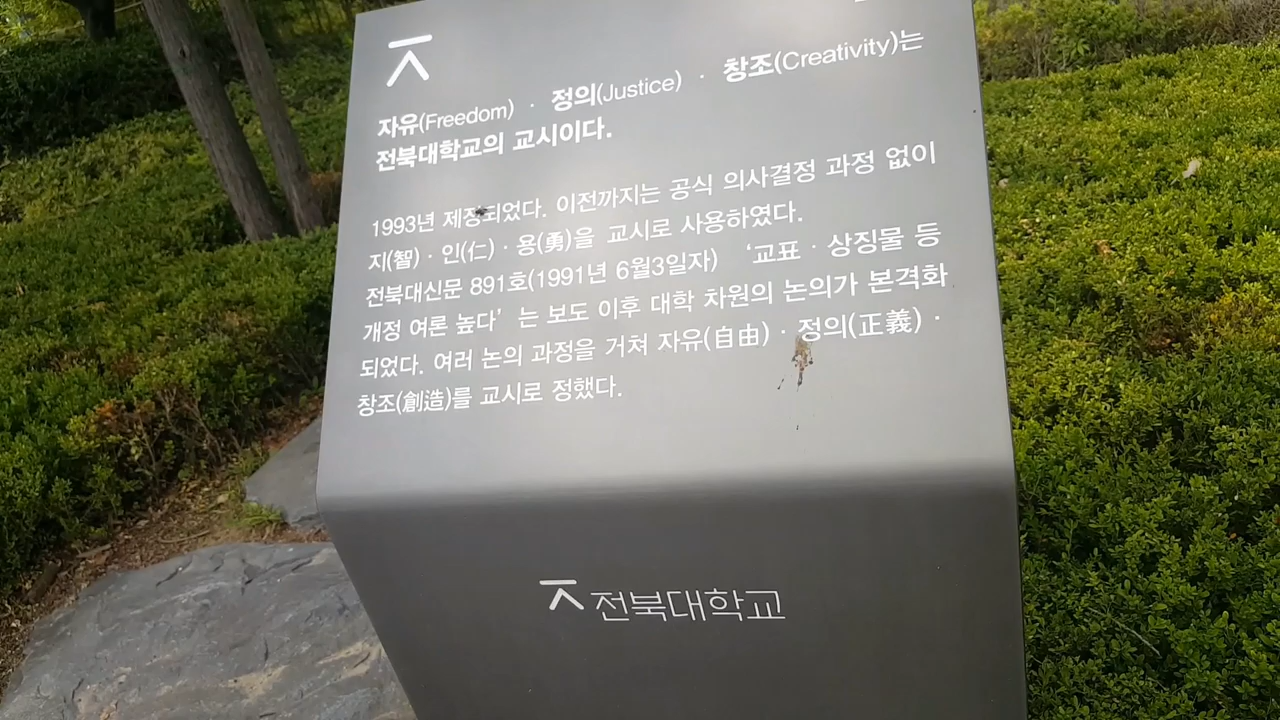 자유(Freedom) · 정의(Justice) · 창조(Creativity)는
전북대학교의 교시이다.
1993년 제정되었다. 이전까지는 공식 의사결정 과정 없이
지(智) · 인(仁) · 용(勇)을 교시로 사용하였다.
전북대신문 891호(1991년 6월3일자) ‘교표 · 상징물 등
개정 여론 높다’ 는 보도 이후 대학 차원의 논의가 본격화
되었다. 여러 논의 과정을 거쳐 자유(自由) · 정의(正義) ·
창조(創造)를 교시로 정했다.
전북대학교